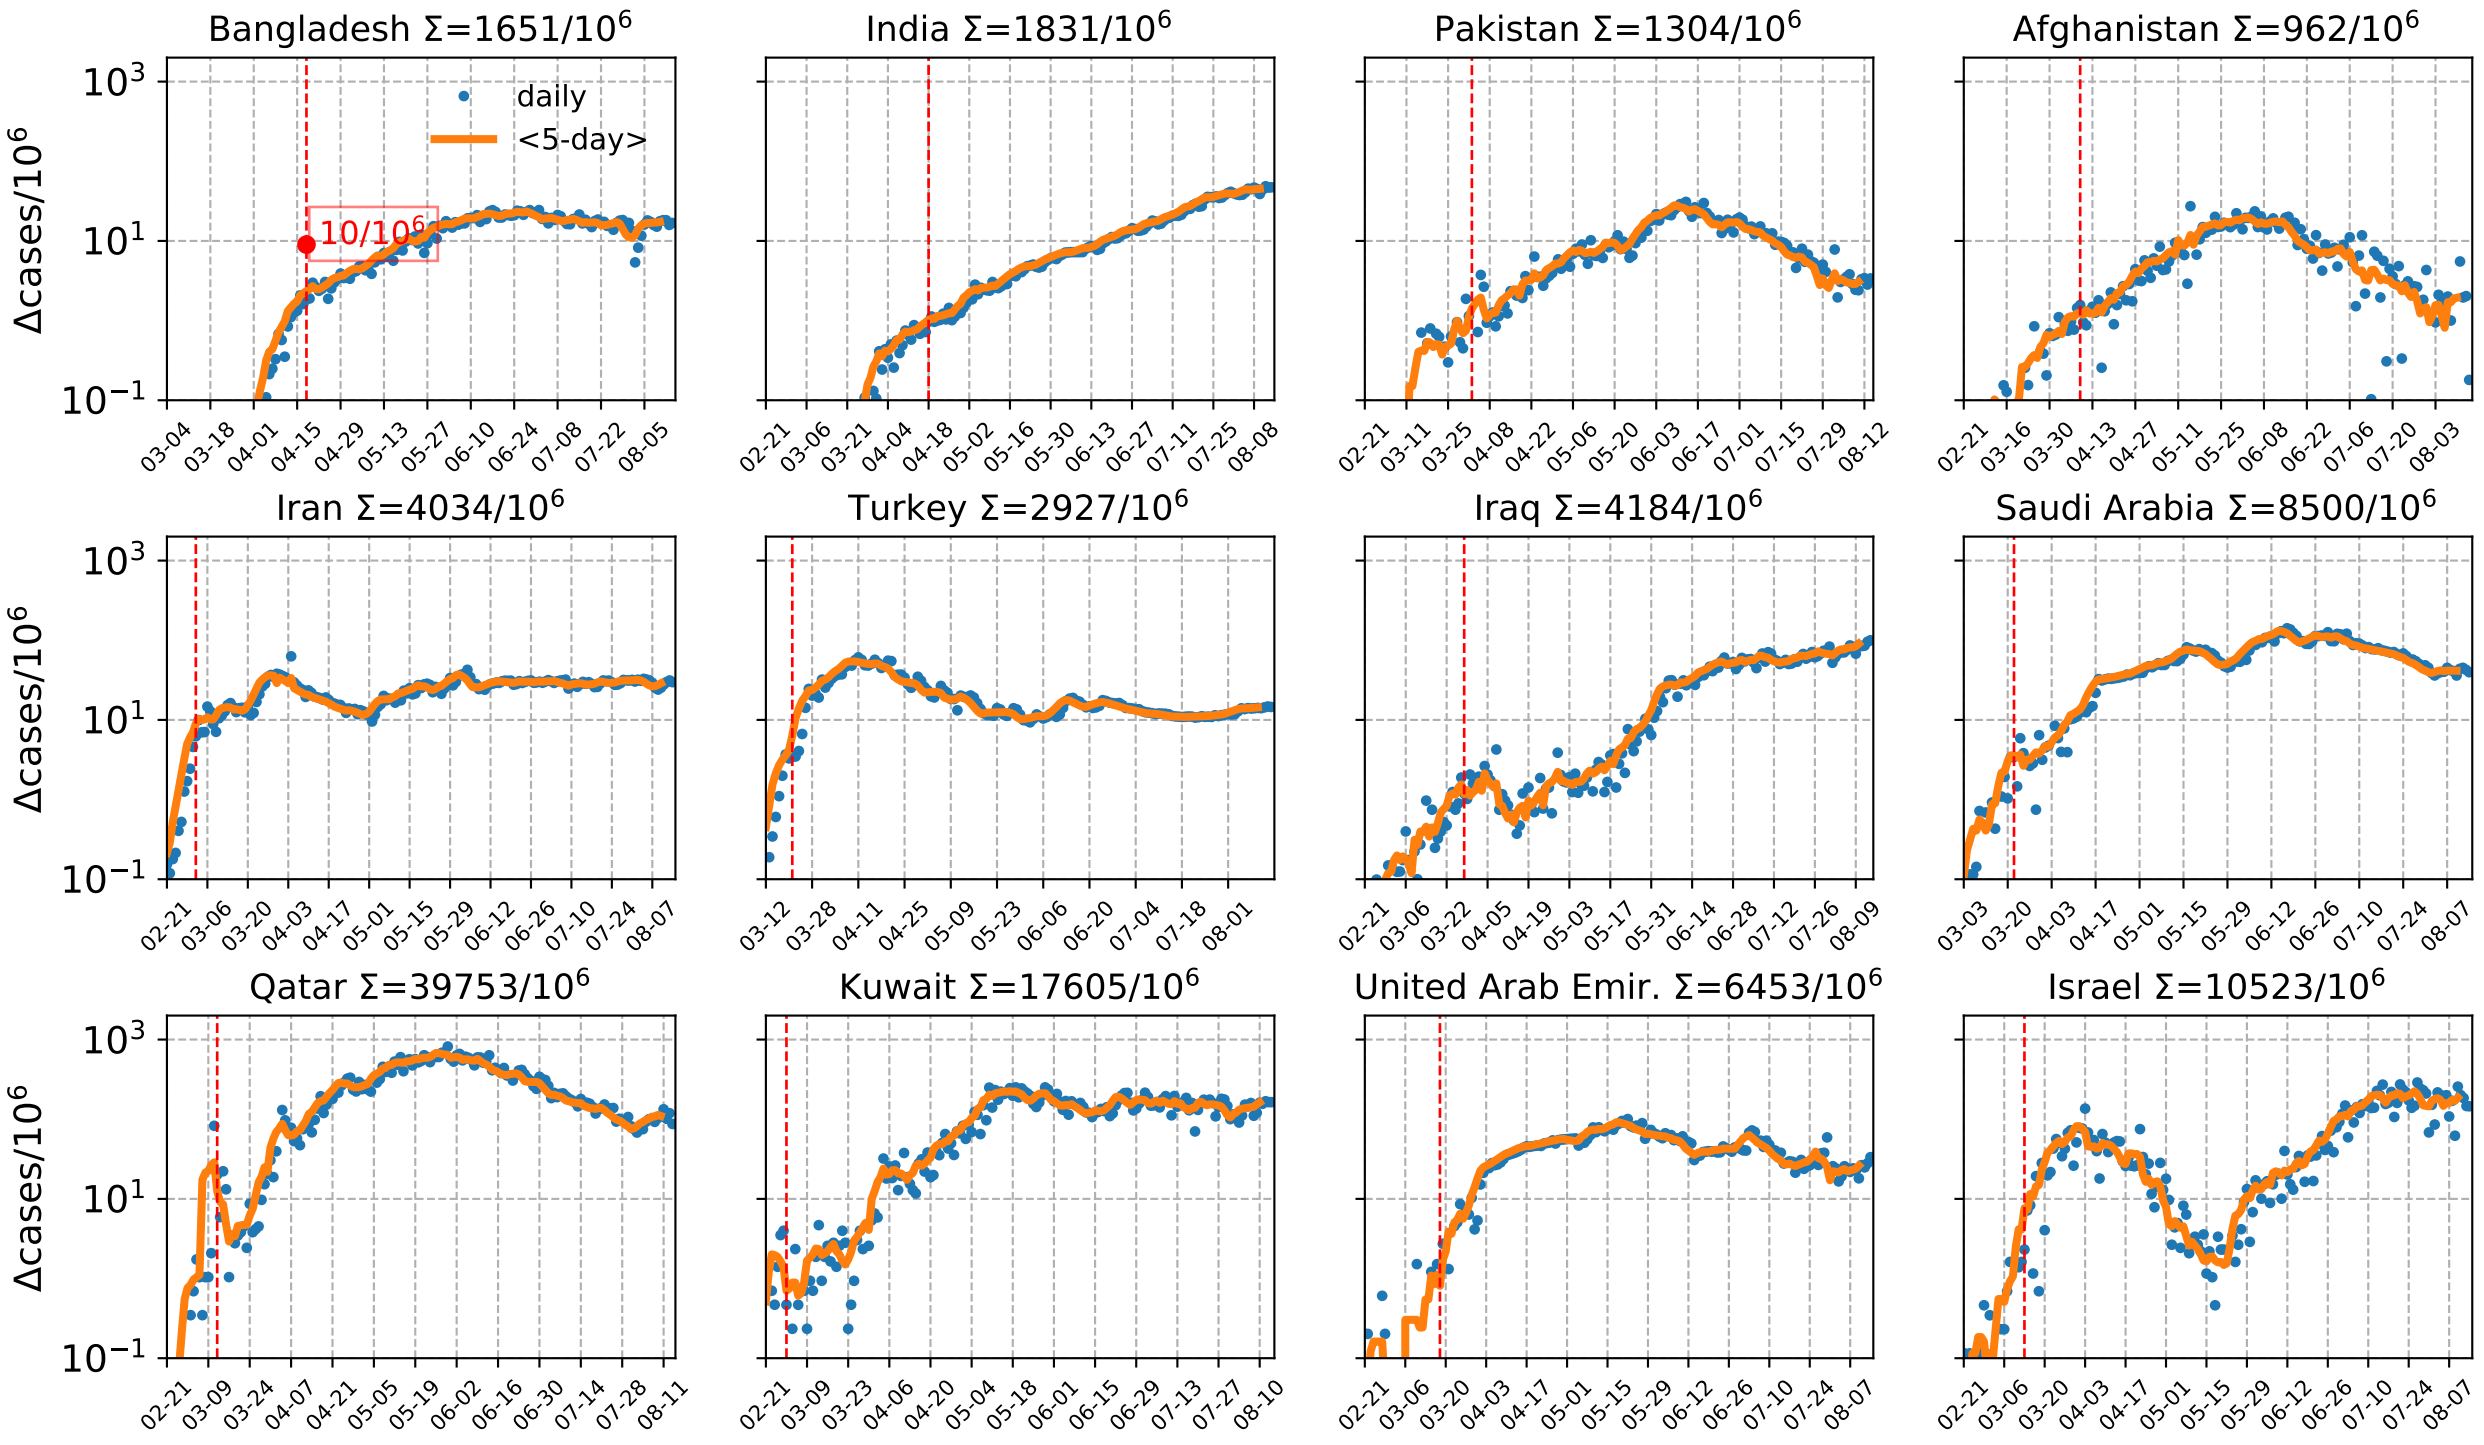 Bangladesh Σ=1651/10⁶
India Σ=1831/10⁶
Pakistan Σ=1304/10⁶
Afghanistan Σ=962/10⁶
Δcases/10⁶
10³
10¹
10⁻¹
daily
<5-day>
10/10⁶
03-04 03-18 04-01 04-15 04-29 05-13 05-27 06-10 06-24 07-08 07-22 08-05
02-21 03-06 03-21 04-04 04-18 05-02 05-16 05-30 06-13 06-27 07-11 07-25 08-08
02-21 03-11 03-25 04-08 04-22 05-06 05-20 06-03 06-17 07-01 07-15 07-29 08-12
02-21 03-16 03-30 04-13 04-27 05-11 05-25 06-08 06-22 07-06 07-20 08-03
Iran Σ=4034/10⁶
Turkey Σ=2927/10⁶
Iraq Σ=4184/10⁶
Saudi Arabia Σ=8500/10⁶
Δcases/10⁶
10³
10¹
10⁻¹
02-21 03-06 03-20 04-03 04-17 05-01 05-15 05-29 06-12 06-26 07-10 07-24 08-07
03-12 03-28 04-11 04-25 05-09 05-23 06-06 06-20 07-04 07-18 08-01
02-21 03-06 03-22 04-05 04-19 05-03 05-17 05-31 06-14 06-28 07-12 07-26 08-09
03-03 03-20 04-03 04-17 05-01 05-15 05-29 06-12 06-26 07-10 07-24 08-07
Qatar Σ=39753/10⁶
Kuwait Σ=17605/10⁶
United Arab Emir. Σ=6453/10⁶
Israel Σ=10523/10⁶
Δcases/10⁶
10³
10¹
10⁻¹
02-21 03-09 03-24 04-07 04-21 05-05 05-19 06-02 06-16 06-30 07-14 07-28 08-11
02-21 03-09 03-23 04-06 04-20 05-04 05-18 06-01 06-15 06-29 07-13 07-27 08-10
02-21 03-06 03-20 04-03 04-17 05-01 05-15 05-29 06-12 06-26 07-10 07-24 08-07
02-21 03-06 03-20 04-03 04-17 05-01 05-15 05-29 06-12 06-26 07-10 07-24 08-07